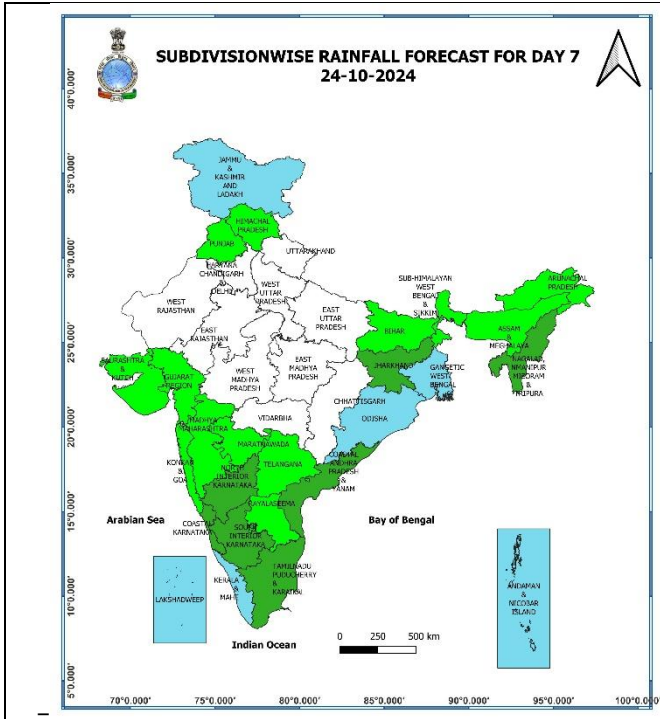 SUBDIVISIONWISE RAINFALL FORECAST FOR DAY 7
24-10-2024
40°0.000'
35°0.000'
30°0.000'
25°0.000'
20°0.000'
15°0.000'
10°0.000'
5°0.000'
JAMMU
&
KASHMIR
AND
LADAKH
HIMACHAL
PRADESH
PUNJAB
UTTARAKHAND
HARYANA
CHANDIGARH
&
DELHI
WEST
UTTAR
PRADESH
WEST
RAJASTHAN
EAST
RAJASTHAN
EAST
UTTAR
PRADESH
SUB-HIMALAYAN
WEST
BENGAL
&
SIKKIM
ARUNACHAL
PRADESH
ASSAM
&
MEGHALAYA
BIHAR
JHARKHAND
GANGETIC
WEST
BENGAL
SAURASHTRA
&
KUTCH
GUJARAT
REGION
WEST
MADHYA
PRADESH
EAST
MADHYA
PRADESH
CHHATTISGARH
ODISHA
VIDARBHA
MADHYA
MAHARASHTRA
MARATHWADA
TELANGANA
KONKAN
&
GOA
NORTH
INTERIOR
KARNATAKA
COASTAL
ANDHRA
PRADESH
&
YANAM
RAYALASEEMA
Arabian Sea
Bay of Bengal
COASTAL
KARNATAKA
SOUTH
INTERIOR
KARNATAKA
TAMILNADU
PUDUCHERRY
&
KARAIKAL
KERALA
&
MAHE
LAKSHADWEEP
ANDAMAN
&
NICOBAR
ISLAND
Indian Ocean
0 250 500 km
70°0.000' 75°0.000' 80°0.000' 85°0.000' 90°0.000' 95°0.000' 100°0.000'